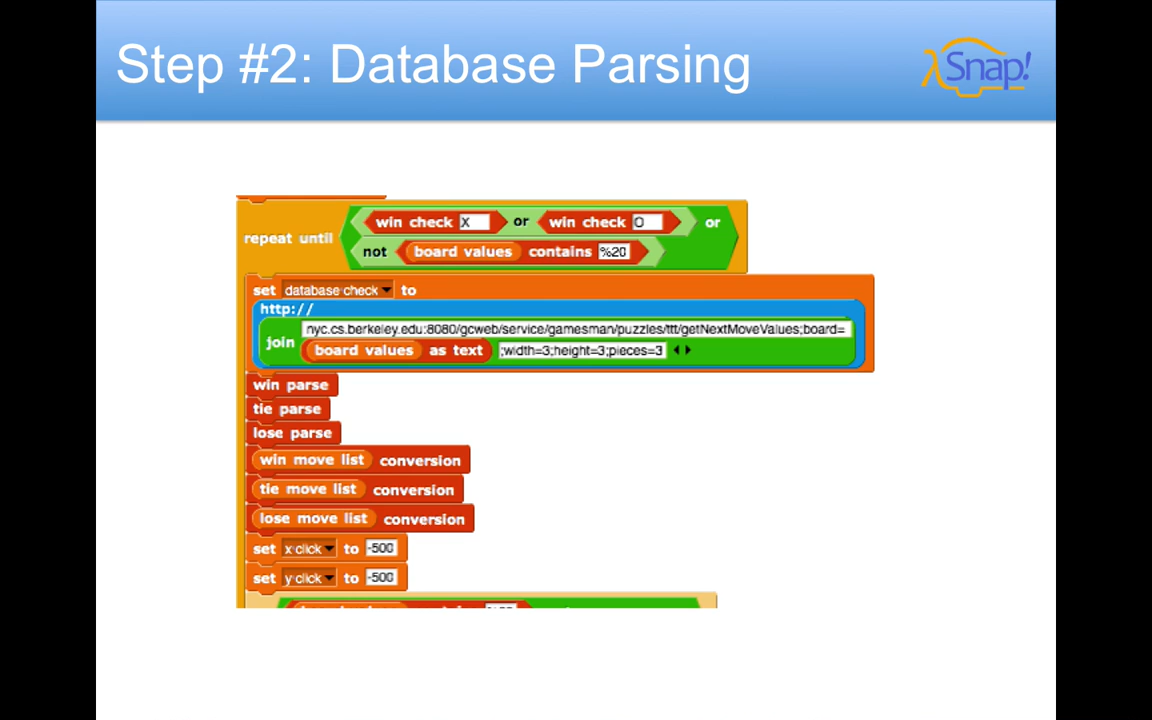 Step #2: Database Parsing
λSnap!
repeat until
win check X or win check O or
not board values contains %20
set database check to
http://
join nyc.cs.berkeley.edu:8080/gcweb/service/gamesman/puzzles/ttt/getNextMoveValues;board=
board values as text ;width=3;height=3;pieces=3
win parse
tie parse
lose parse
win move list conversion
tie move list conversion
lose move list conversion
set x click to -500
set y click to -500